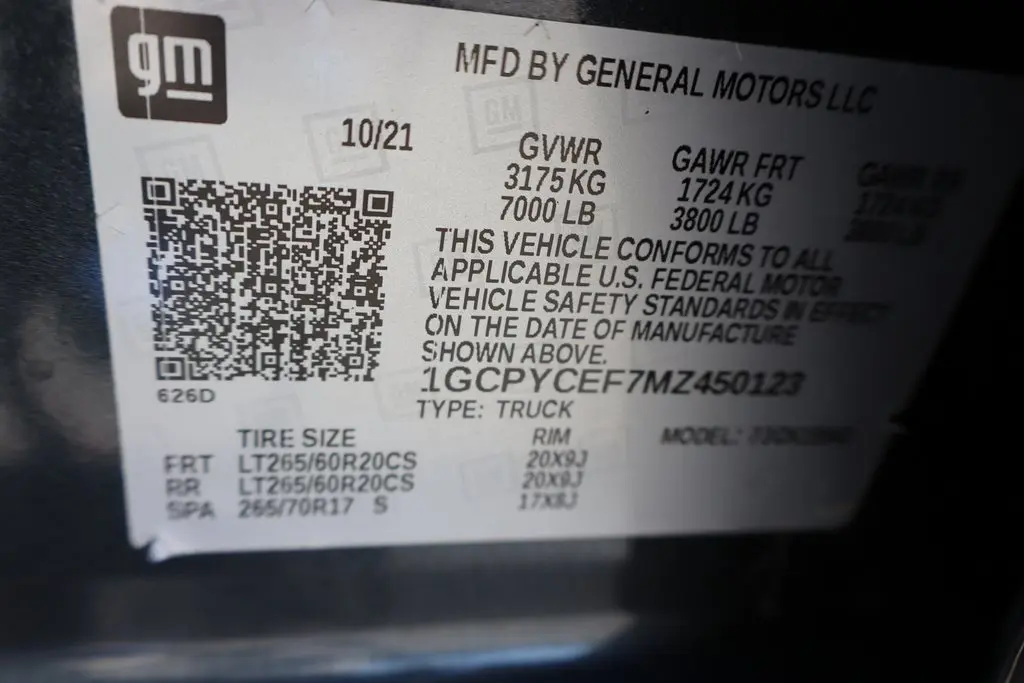 gm
MFD BY GENERAL MOTORS LLC
10/21
GVWR GAWR FRT
3175 KG 1724 KG
7000 LB 3800 LB
THIS VEHICLE CONFORMS TO ALL
APPLICABLE U.S. FEDERAL MOTOR
VEHICLE SAFETY STANDARDS IN EFFECT
ON THE DATE OF MANUFACTURE
SHOWN ABOVE.
1GCPYCEF7MZ450123
626D
TYPE: TRUCK
TIRE SIZE RIM MODEL:
FRT LT265/60R20CS 20X9J
RR LT265/60R20CS 20X9J
SPA 265/70R17 S 17X8J